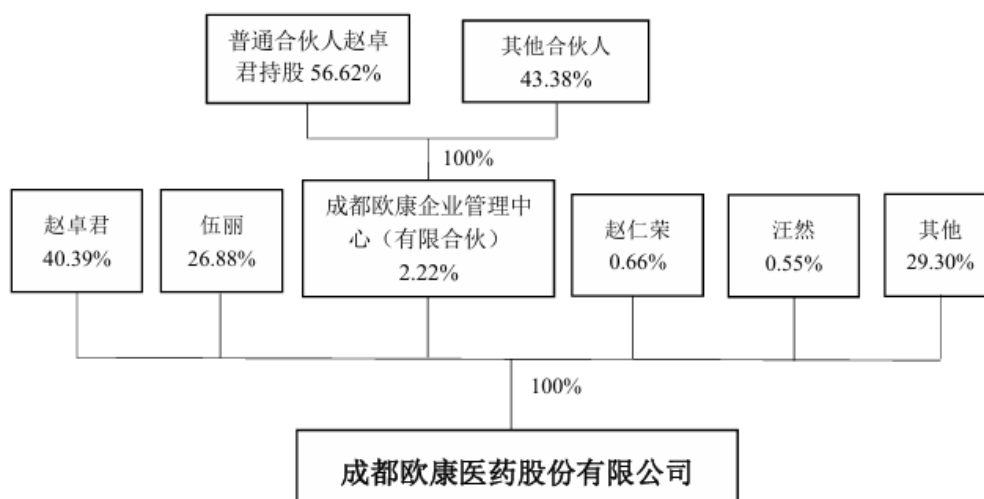 普通合伙人赵卓
君持股 56.62%
其他合伙人
43.38%
100%
赵卓君
40.39%
伍丽
26.88%
成都欧康企业管理中
心（有限合伙）
2.22%
赵仁荣
0.66%
汪然
0.55%
其他
29.30%
100%
成都欧康医药股份有限公司